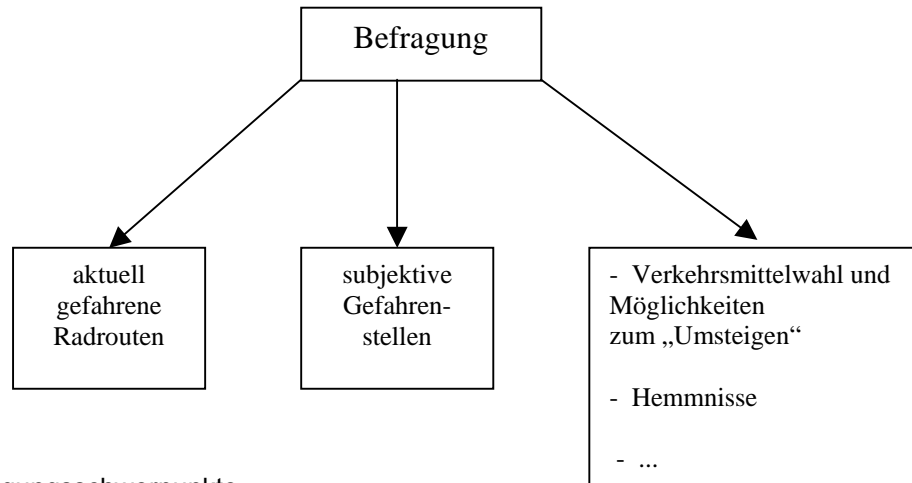 Befragung
aktuell
gefahrene
Radrouten
subjektive
Gefahren-
stellen
- Verkehrsmittelwahl und
Möglichkeiten
zum „Umsteigen“
- Hemmnisse
- ...